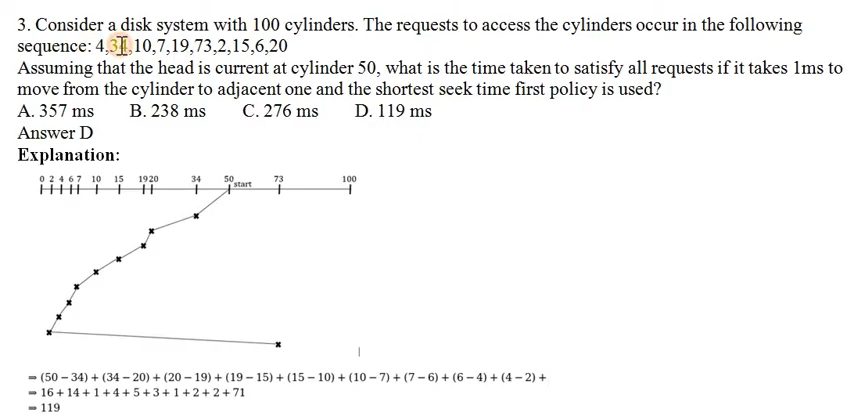 3. Consider a disk system with 100 cylinders. The requests to access the cylinders occur in the following
sequence: 4,34,10,7,19,73,2,15,6,20
Assuming that the head is current at cylinder 50, what is the time taken to satisfy all requests if it takes 1ms to
move from the cylinder to adjacent one and the shortest seek time first policy is used?
A. 357 ms B. 238 ms C. 276 ms D. 119 ms
Answer D
Explanation:
0 2 4 6 7 10 15 19 20 34 50 start 73 100
= (50 – 34) + (34 – 20) + (20 – 19) + (19 – 15) + (15 – 10) + (10 – 7) + (7 – 6) + (6 – 4) + (4 – 2) +
= 16 + 14 + 1 + 4 + 5 + 3 + 1 + 2 + 2 + 71
= 119